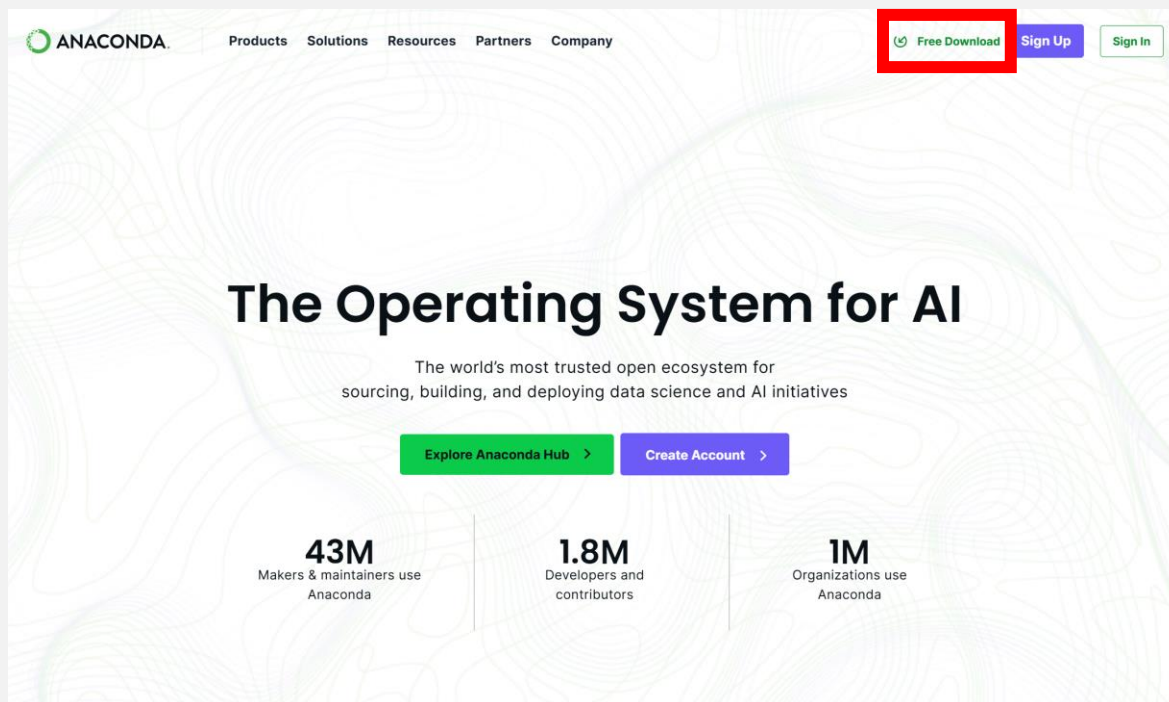 ANACONDA.
Products Solutions Resources Partners Company
Free Download Sign Up Sign In
The Operating System for AI
The world's most trusted open ecosystem for
sourcing, building, and deploying data science and AI initiatives
Explore Anaconda Hub Create Account
43M
Makers & maintainers use
Anaconda
1.8M
Developers and
contributors
1M
Organizations use
Anaconda